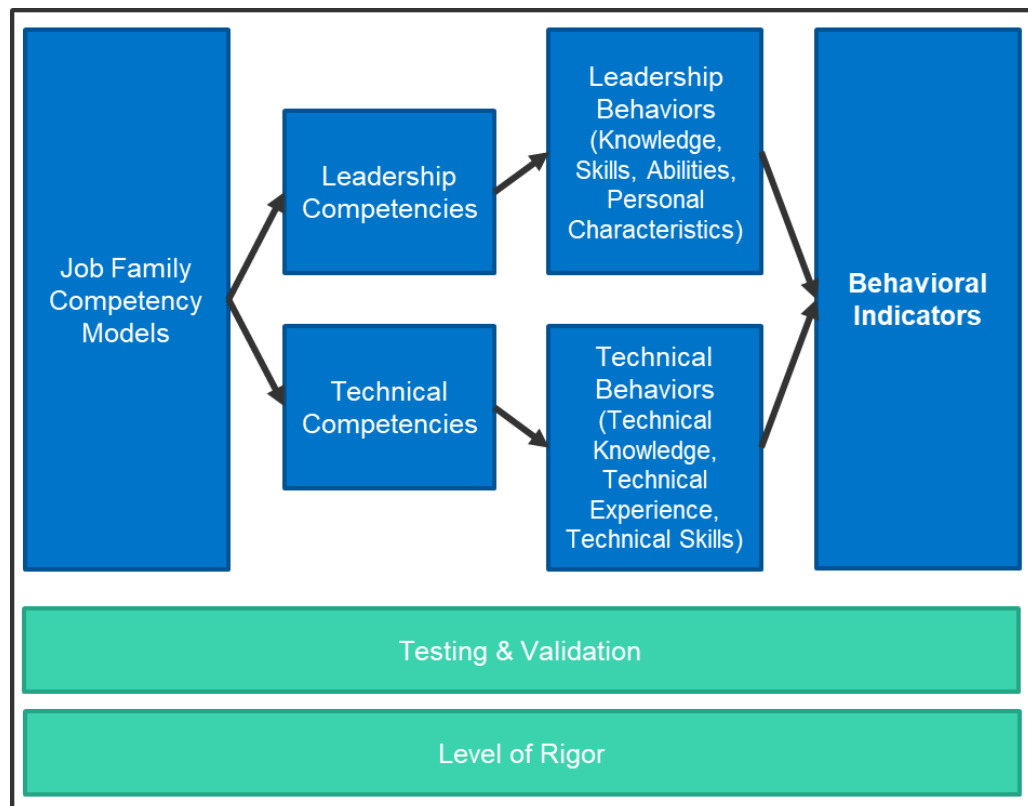 Job Family
Competency
Models
Leadership
Competencies
Technical
Competencies
Leadership
Behaviors
(Knowledge,
Skills, Abilities,
Personal
Characteristics)
Technical
Behaviors
(Technical
Knowledge,
Technical
Experience,
Technical Skills)
Behavioral
Indicators
Testing & Validation
Level of Rigor